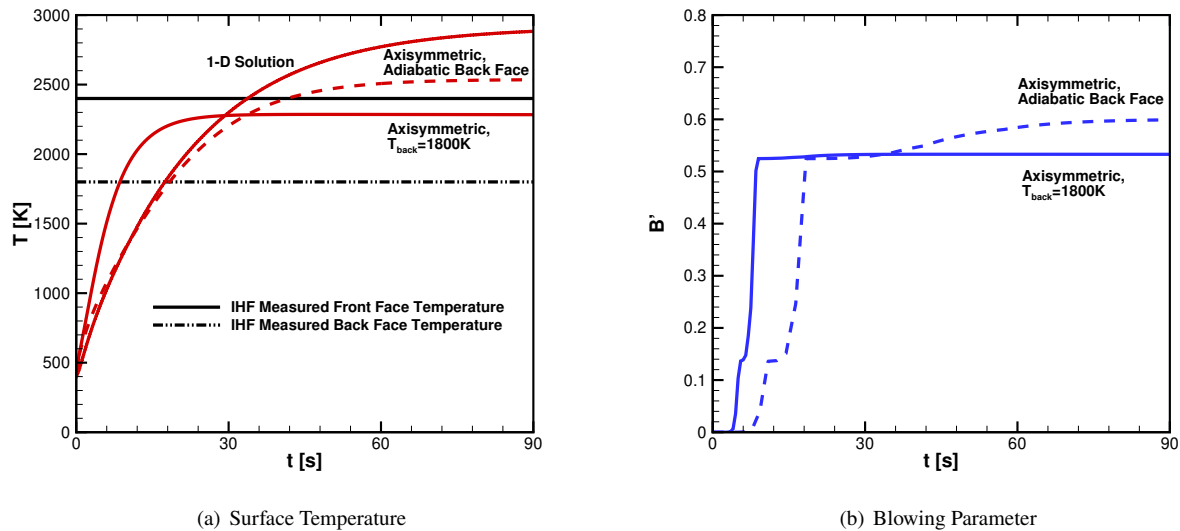 3000
2500
2000
1500
1000
500
0
T [K]
0
30
60
90
t [s]
1-D Solution
Axisymmetric,
Adiabatic Back Face
Axisymmetric,
Tback=1800K
IHF Measured Front Face Temperature
IHF Measured Back Face Temperature
(a) Surface Temperature
0.8
0.7
0.6
0.5
0.4
0.3
0.2
0.1
0
B'
0
30
60
90
t [s]
Axisymmetric,
Adiabatic Back Face
Axisymmetric,
Tback=1800K
(b) Blowing Parameter